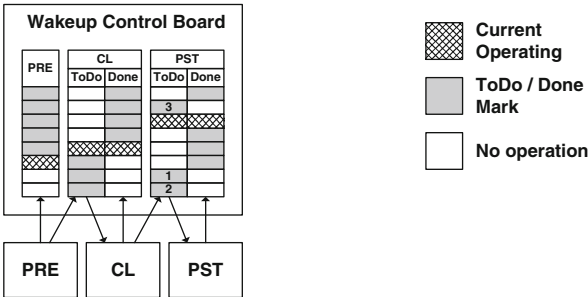 Wakeup Control Board
PRE
CL
PST
ToDo Done
ToDo Done
3
1
2
PRE
CL
PST
Current
Operating
ToDo / Done
Mark
No operation